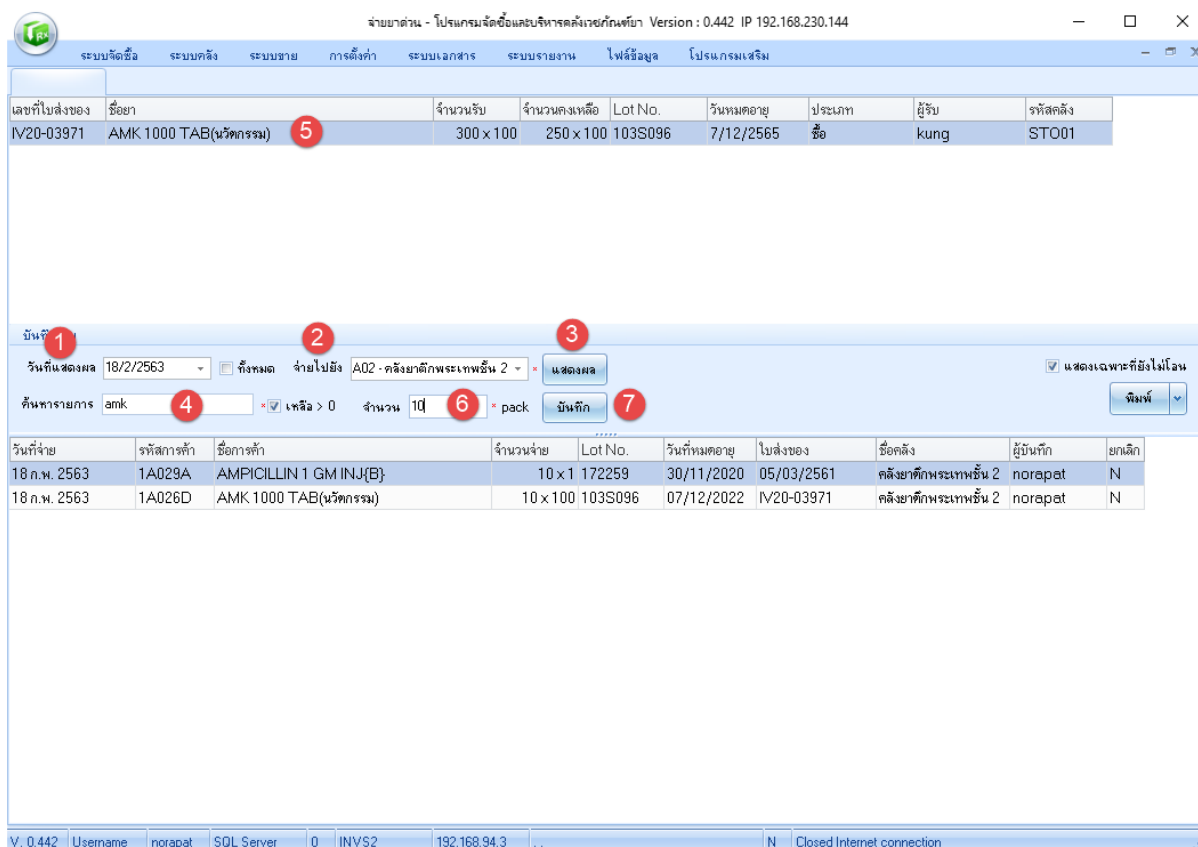 TRx
จ่ายยาด่วน - โปรแกรมจัดซื้อและบริหารคลังเวชภัณฑ์ยา Version : 0.442 IP 192.168.230.144
ระบบจัดซื้อ ระบบคลัง ระบบขาย การตั้งค่า ระบบเอกสาร ระบบรายงาน ไฟล์ข้อมูล โปรแกรมเสริม
เลขที่ใบส่งของ ชื่อยา จำนวนรับ จำนวนคงเหลือ Lot No. วันหมดอายุ ประเภท ผู้รับ รหัสคลัง
IV20-03971 AMK 1000 TAB(นวัตกรรม) 5 300 x 100 250 x 100 103S096 7/12/2565 ซื้อ kung STO01
1 2 3
วันที่แสดงผล 18/2/2563 ทั้งหมด จ่ายไปยัง A02 - คลังยาตึกพระเทพชั้น 2 * แสดงผล แสดงเฉพาะที่ยังไม่โอน
ค้นหารายการ amk 4 * เหลือ > 0 จำนวน 10 6 * pack บันทึก 7 พิมพ์
วันที่จ่าย รหัสการค้า ชื่อการค้า จำนวนจ่าย Lot No. วันที่หมดอายุ ใบส่งของ ชื่อคลัง ผู้บันทึก ยกเลิก
18 ก.พ. 2563 1A029A AMPICILLIN 1 GM INJ{B} 10 x 1 172259 30/11/2020 05/03/2561 คลังยาตึกพระเทพชั้น 2 norapat N
18 ก.พ. 2563 1A026D AMK 1000 TAB(นวัตกรรม) 10 x 100 103S096 07/12/2022 IV20-03971 คลังยาตึกพระเทพชั้น 2 norapat N
V. 0.442 Username norapat SQL Server 0 INVS2 192.168.94.3 N Closed Internet connection